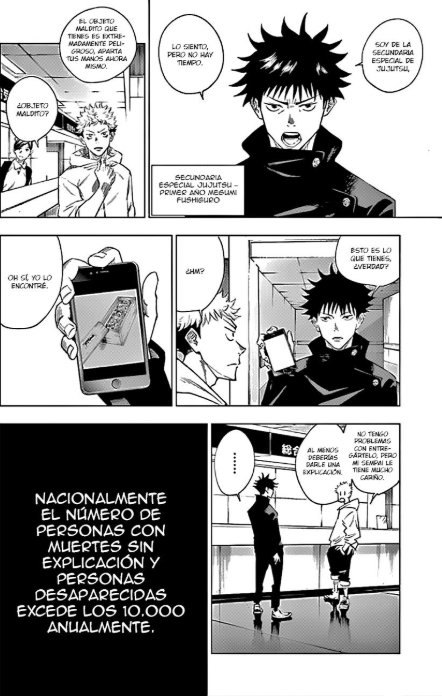 SOY DE LA
SECUNDARIA
ESPECIAL DE
JUJUTSU,
LO SIENTO,
PERO NO HAY
TIEMPO.
SECUNDARIA
ESPECIAL JUJUTSU –
PRIMER AÑO MEGUMI
FUSHIGURO
EL OBJETO
MALDITO QUE
TIENES ES EXTRE-
MADAMENTE PELI-
GROSO, APARTA
TUS MANOS AHORA
MISMO.
¿OBJETO
MALDITO?
ESTO ES LO
QUE TIENES,
¿VERDAD?
¿HM?
OH SÍ, YO LO
ENCONTRÉ.
NO TENGO
PROBLEMAS
CON ENTRE-
GÁRTELO, PERO
MI SEMPAI LE
TIENE MUCHO
CARIÑO.
AL MENOS
DEBERÍAS
DARLE UNA
EXPLICACIÓN.
総合
NACIONALMENTE
EL NÚMERO DE
PERSONAS CON
MUERTES SIN
EXPLICACIÓN Y
PERSONAS
DESAPARECIDAS
EXCEDE LOS 10.000
ANUALMENTE.